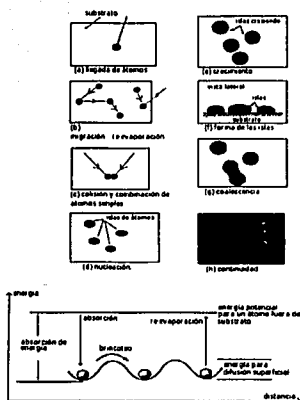 substrato
(a) llegada de átomos
(b)
migración re evaporación
(c) colisión y combinación de
átomos simples
islas de átomos
(d) nucleación
islas creciendo
(e) crecimiento
vista lateral
islas
substrato
(f) forma de las islas
(g) coalescencia
(h) continuidad
energía
absorción
re evaporación
energía potencial
para un átomo fuera de
substrato
absorción de
energía
brincateo
energía para
difusión superficial
distancia